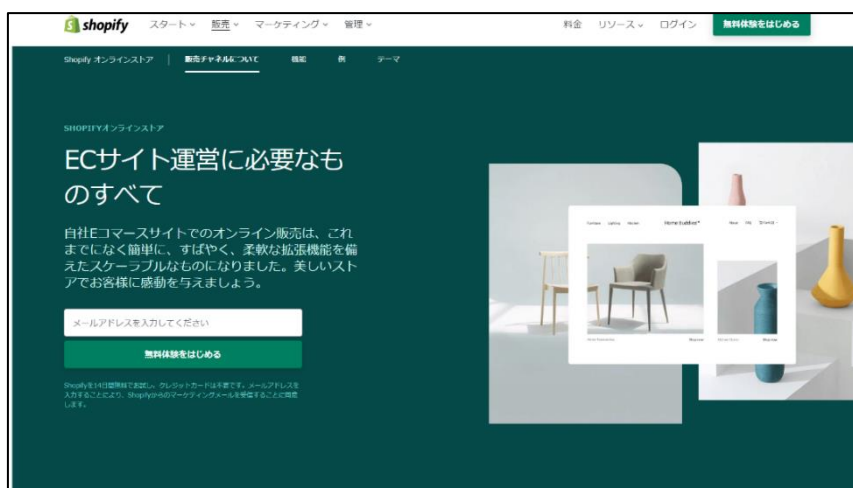 shopify スタート 販売 マーケティング 管理 料金 リソース ログイン 無料体験をはじめる
Shopify オンラインストア 販売チャネルについて 機能 例 テーマ
SHOPIFYオンラインストア
ECサイト運営に必要なも
のすべて
自社Eコマースサイトでのオンライン販売は、これ
までになく簡単に、すばやく、柔軟な拡張機能を備
えたスケーラブルなものになりました。美しいスト
アでお客様に感動を与えましょう。
メールアドレスを入力してください
無料体験をはじめる
Shopifyを14日間無料でお試し。クレジットカードは不要です。メールアドレスを
入力することにより、Shopifyからのマーケティングメールを受信することに同意
します。
Furniture Lighting Kitchen